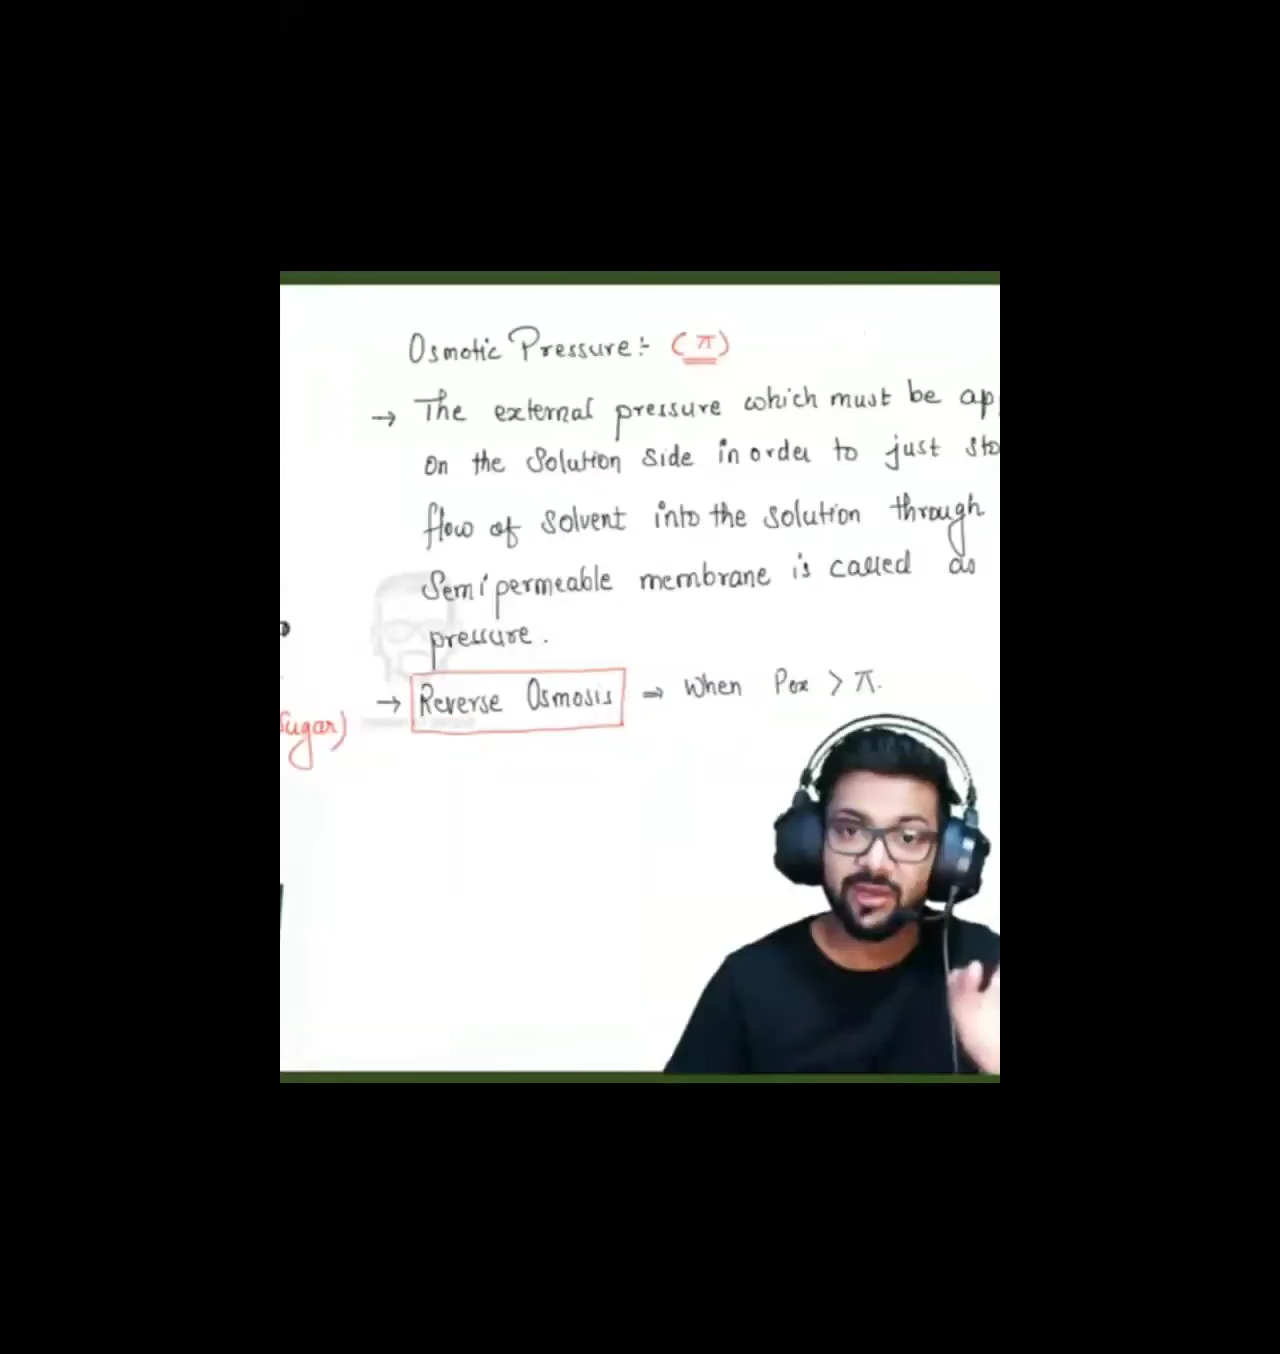 Osmotic Pressure:- (π)
→ The external pressure which must be ap
on the solution side in order to just sto
flow of solvent into the solution through
Semipermeable membrane is called as
pressure.
→ Reverse Osmosis ⇒ When Pex > π.
Sugar)